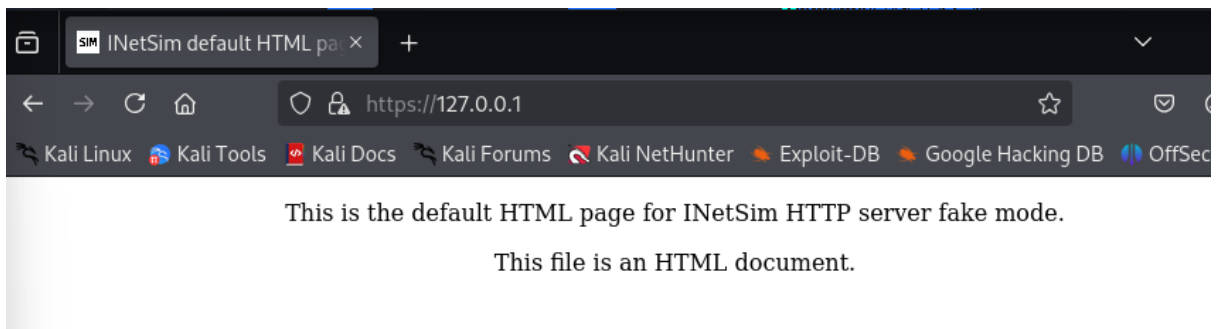 SIM INetSim default HTML pa
https://127.0.0.1
Kali Linux Kali Tools Kali Docs Kali Forums Kali NetHunter Exploit-DB Google Hacking DB OffSec
This is the default HTML page for INetSim HTTP server fake mode.
This file is an HTML document.